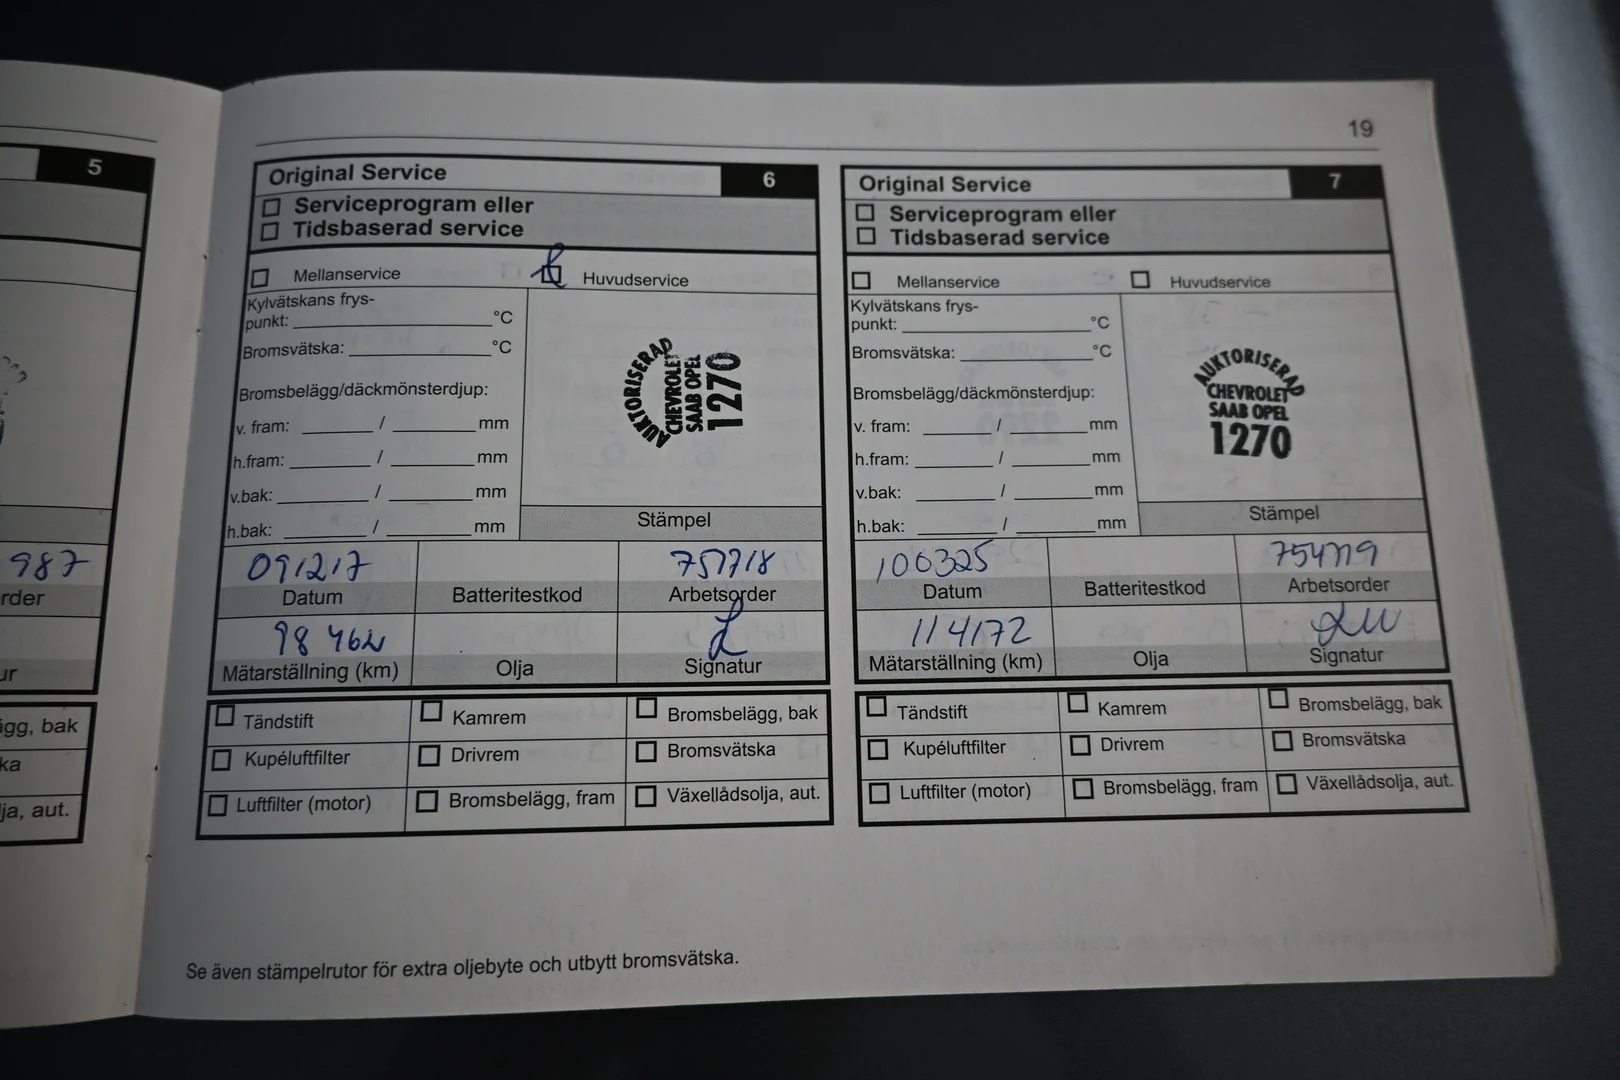 19
5
987
rder
ur
ägg, bak
ka
ja, aut.
Original Service 6
Serviceprogram eller
Tidsbaserad service
Mellanservice Huvudservice
Kylvätskans frys-
punkt: °C
Bromsvätska: °C
Bromsbelägg/däckmönsterdjup:
v. fram: / mm
h.fram: / mm
v.bak: / mm
h.bak: / mm
AUKTORISERAD
CHEVROLET
SAAB OPEL
1270
Stämpel
091217
Datum Batteritestkod Arbetsorder
Mätarställning (km) Olja Signatur
Tändstift Kamrem Bromsbelägg, bak
Kupéluftfilter Drivrem Bromsvätska
Luftfilter (motor) Bromsbelägg, fram Växellådsolja, aut.
Original Service 7
Serviceprogram eller
Tidsbaserad service
Mellanservice Huvudservice
Kylvätskans frys-
punkt: °C
Bromsvätska: °C
Bromsbelägg/däckmönsterdjup:
v. fram: / mm
h.fram: / mm
v.bak: / mm
h.bak: / mm
AUKTORISERAD
CHEVROLET
SAAB OPEL
1270
Stämpel
100325
Datum Batteritestkod Arbetsorder
114172
Mätarställning (km) Olja Signatur
Tändstift Kamrem Bromsbelägg, bak
Kupéluftfilter Drivrem Bromsvätska
Luftfilter (motor) Bromsbelägg, fram Växellådsolja, aut.
Se även stämpelrutor för extra oljebyte och utbytt bromsvätska.